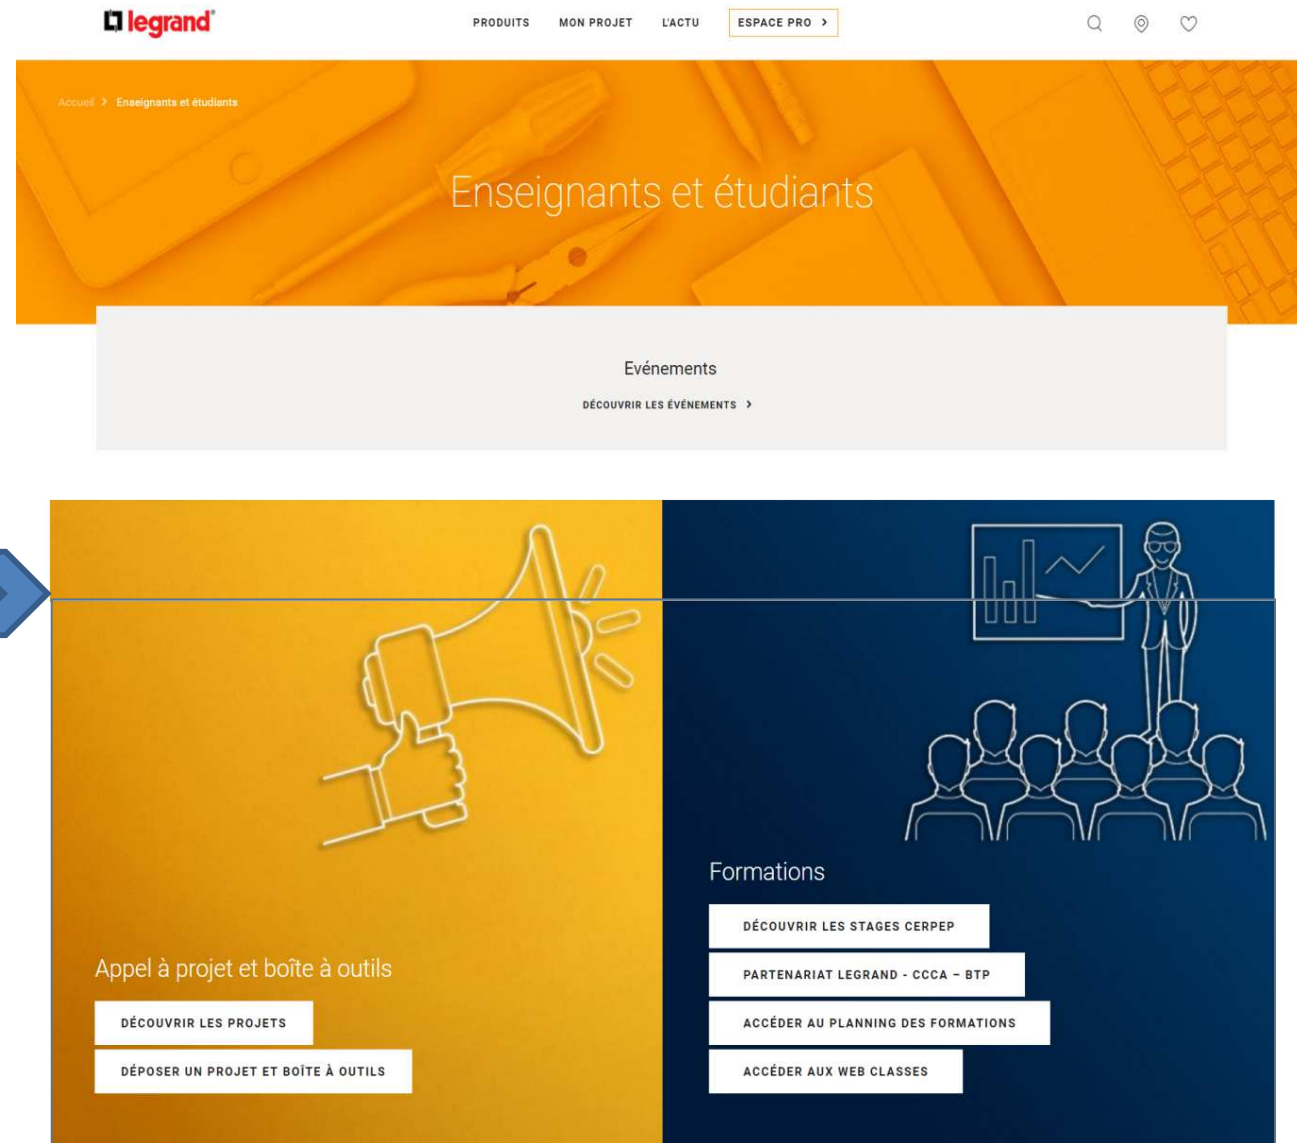 legrand®
PRODUITS MON PROJET L'ACTU ESPACE PRO >
Accueil > Enseignants et étudiants
Enseignants et étudiants
Evénements
DÉCOUVRIR LES ÉVÉNEMENTS >
Appel à projet et boîte à outils
DÉCOUVRIR LES PROJETS
DÉPOSER UN PROJET ET BOÎTE À OUTILS
Formations
DÉCOUVRIR LES STAGES CERPEP
PARTENARIAT LEGRAND - CCCA – BTP
ACCÉDER AU PLANNING DES FORMATIONS
ACCÉDER AUX WEB CLASSES